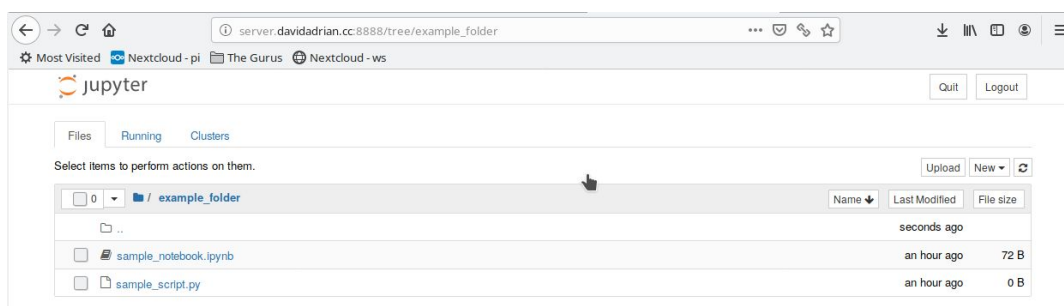 server.davidadrian.cc:8888/tree/example_folder
Most Visited Nextcloud - pi The Gurus Nextcloud - ws
jupyter Quit Logout
Files Running Clusters
Select items to perform actions on them. Upload New
0 / example_folder Name Last Modified File size
.. seconds ago
sample_notebook.ipynb an hour ago 72 B
sample_script.py an hour ago 0 B